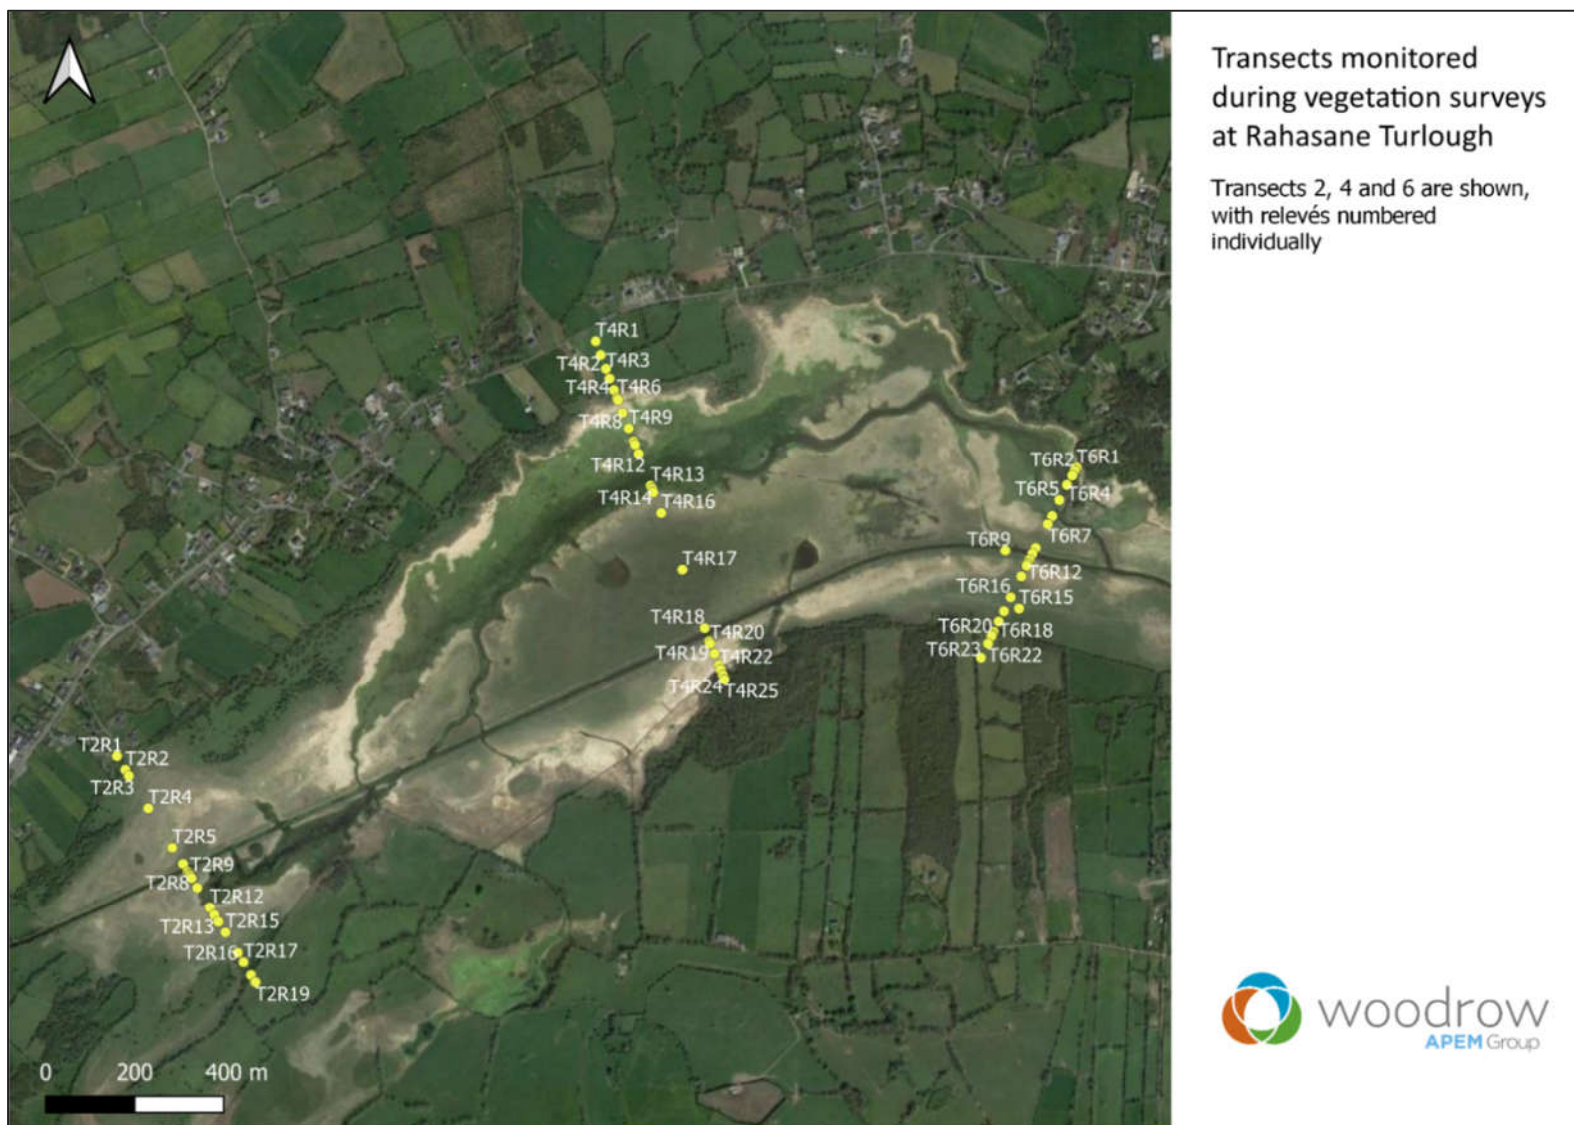 Transects monitored
during vegetation surveys
at Rahasane Turlough
Transects 2, 4 and 6 are shown,
with relevés numbered
individually
T4R1
T4R2 T4R3
T4R4 T4R6
T4R8 T4R9
T4R12
T4R13
T4R14 T4R16
T4R17
T4R18
T4R20
T4R19 T4R22
T4R24 T4R25
T6R2 T6R1
T6R5 T6R4
T6R7
T6R9
T6R12
T6R16 T6R15
T6R20 T6R18
T6R23 T6R22
T2R1
T2R2
T2R3
T2R4
T2R5
T2R9
T2R8
T2R12
T2R13 T2R15
T2R16 T2R17
T2R19
0 200 400 m
woodrow
APEM Group